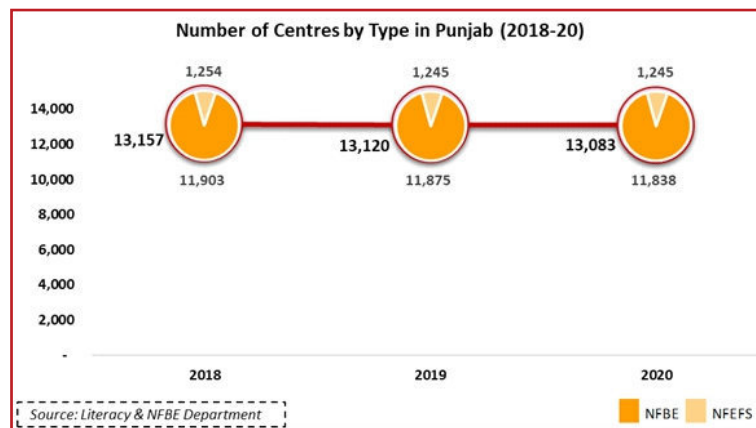 Number of Centres by Type in Punjab (2018-20)
1,254 1,245 1,245
14,000
12,000
13,157 13,120 13,083
10,000
11,903 11,875 11,838
8,000
6,000
4,000
2,000
-
2018 2019 2020
Source: Literacy & NFBE Department
NFBE NFEFS